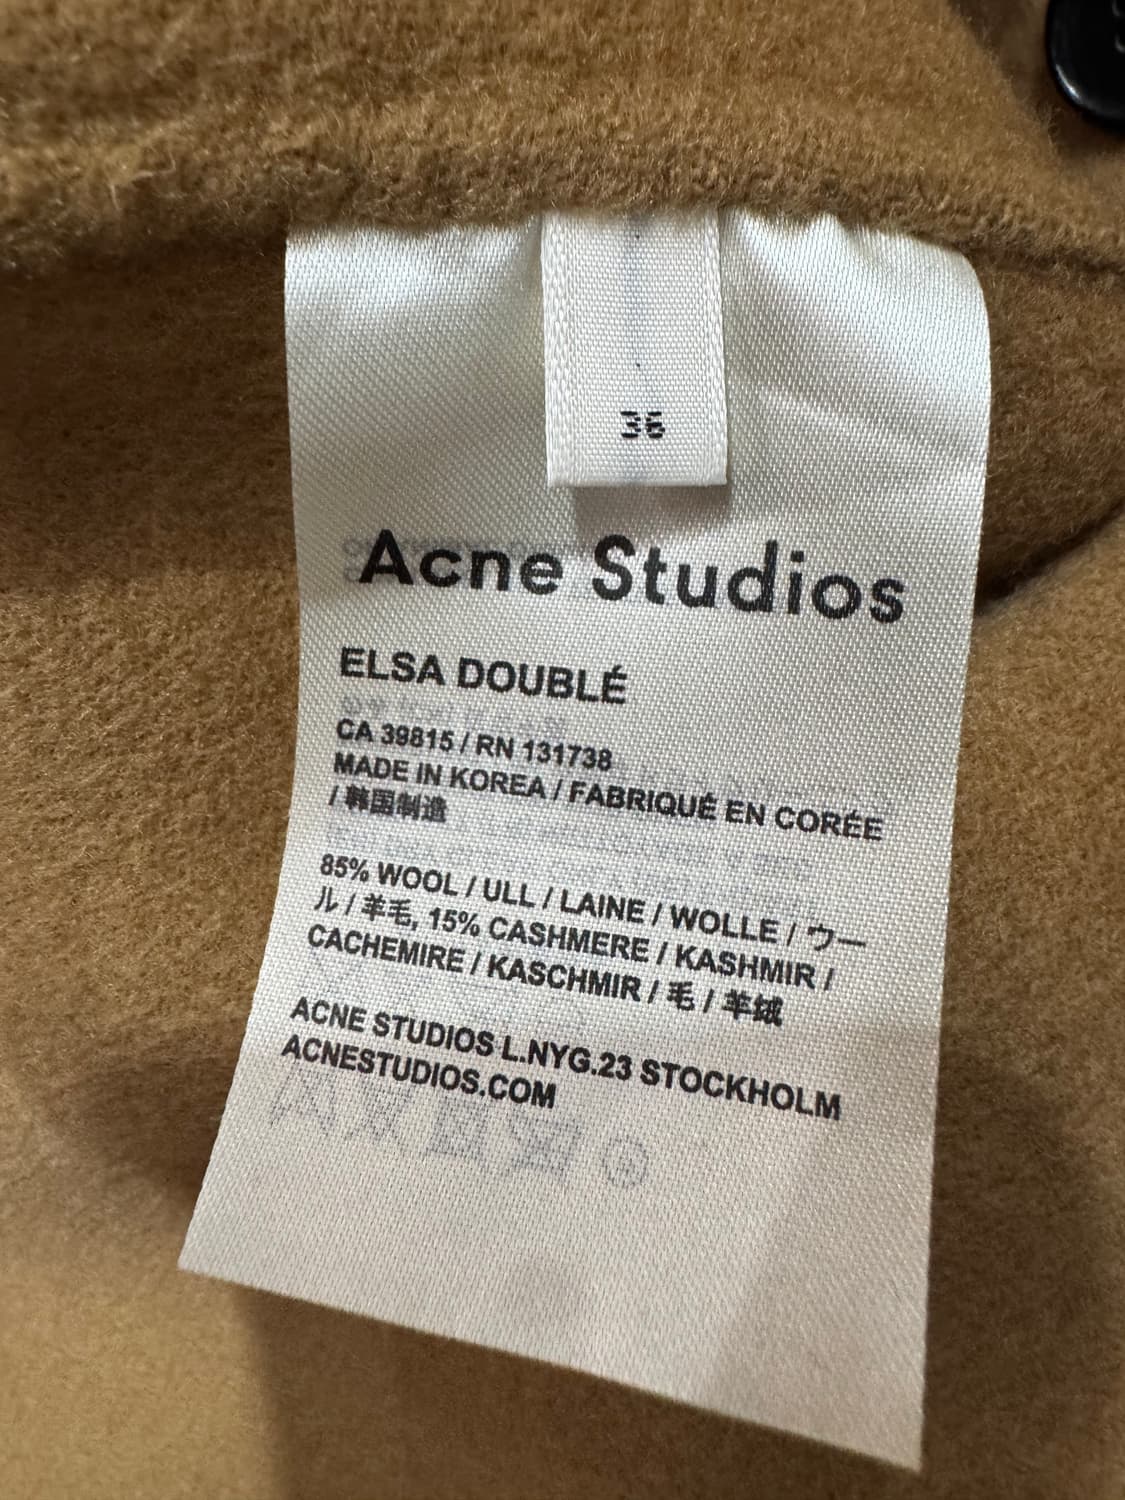 36
Acne Studios
ELSA DOUBLÉ
CA 39815 / RN 131738
MADE IN KOREA / FABRIQUÉ EN CORÉE
/ 韩国制造
85% WOOL / ULL / LAINE / WOLLE / ウー
ル / 羊毛, 15% CASHMERE / KASHMIR /
CACHEMIRE / KASCHMIR / 毛 / 羊绒
ACNE STUDIOS L.NYG.23 STOCKHOLM
ACNESTUDIOS.COM